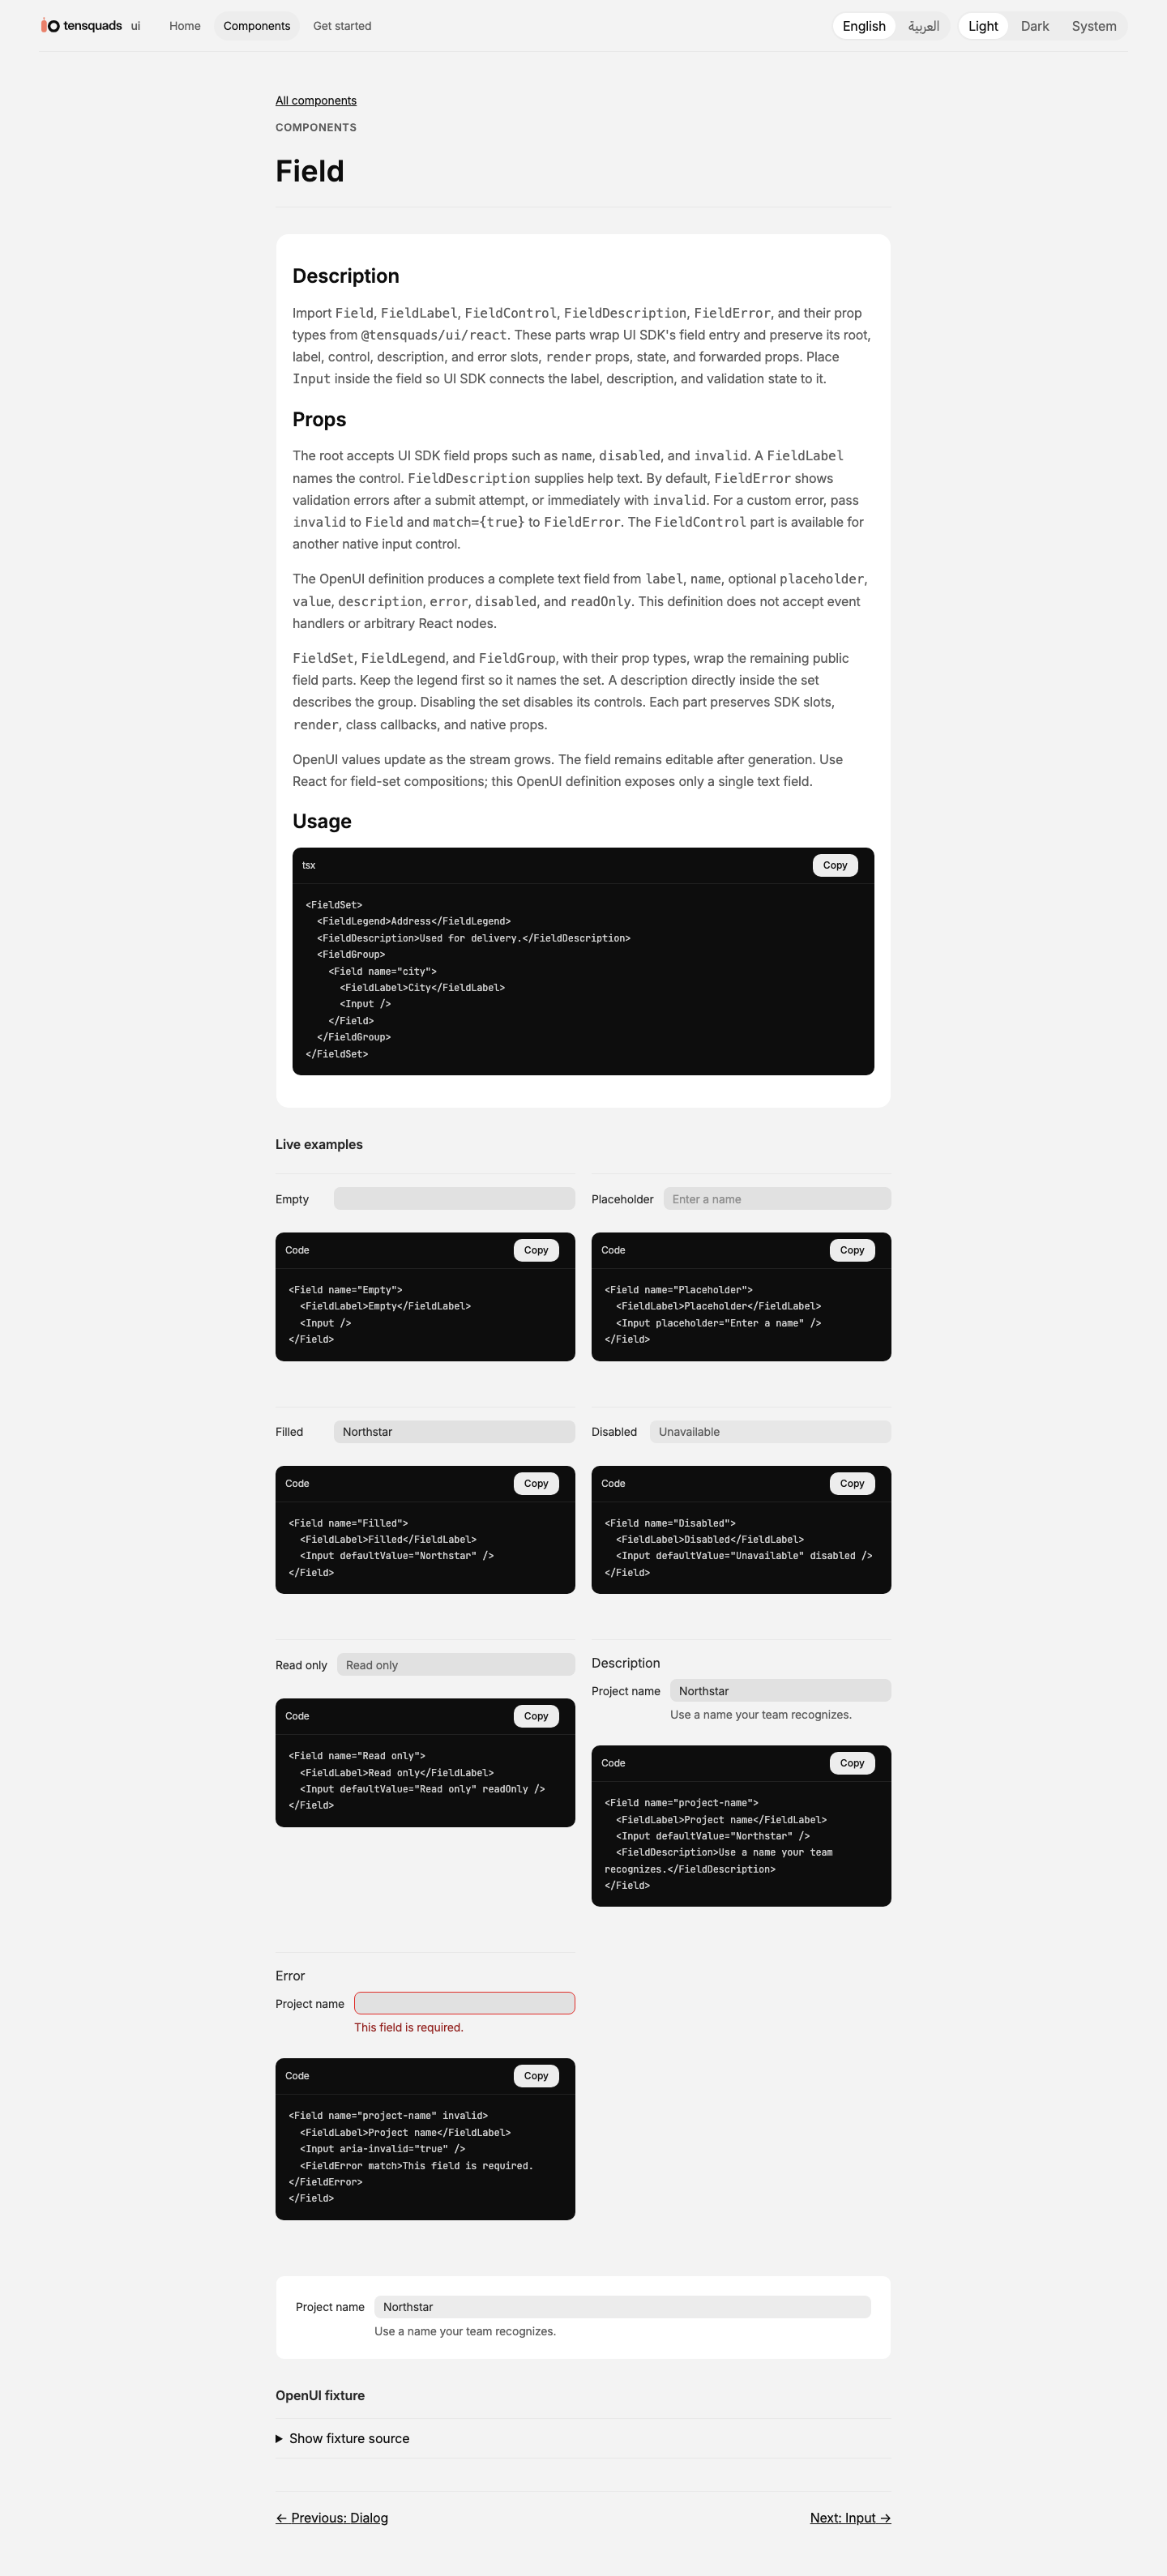 tensquads ui Home Components Get started English العربية Light Dark System
All components
COMPONENTS
Field
Description
Import Field, FieldLabel, FieldControl, FieldDescription, FieldError, and their prop
types from @tensquads/ui/react. These parts wrap UI SDK's field entry and preserve its root,
label, control, description, and error slots, render props, state, and forwarded props. Place
Input inside the field so UI SDK connects the label, description, and validation state to it.
Props
The root accepts UI SDK field props such as name, disabled, and invalid. A FieldLabel
names the control. FieldDescription supplies help text. By default, FieldError shows
validation errors after a submit attempt, or immediately with invalid. For a custom error, pass
invalid to Field and match={true} to FieldError. The FieldControl part is available for
another native input control.
The OpenUI definition produces a complete text field from label, name, optional placeholder,
value, description, error, disabled, and readOnly. This definition does not accept event
handlers or arbitrary React nodes.
FieldSet, FieldLegend, and FieldGroup, with their prop types, wrap the remaining public
field parts. Keep the legend first so it names the set. A description directly inside the set
describes the group. Disabling the set disables its controls. Each part preserves SDK slots,
render, class callbacks, and native props.
OpenUI values update as the stream grows. The field remains editable after generation. Use
React for field-set compositions; this OpenUI definition exposes only a single text field.
Usage
tsx Copy
<FieldSet>
  <FieldLegend>Address</FieldLegend>
  <FieldDescription>Used for delivery.</FieldDescription>
  <FieldGroup>
    <Field name="city">
      <FieldLabel>City</FieldLabel>
      <Input />
    </Field>
  </FieldGroup>
</FieldSet>
Live examples
Empty
Code Copy
<Field name="Empty">
  <FieldLabel>Empty</FieldLabel>
  <Input />
</Field>
Placeholder Enter a name
Code Copy
<Field name="Placeholder">
  <FieldLabel>Placeholder</FieldLabel>
  <Input placeholder="Enter a name" />
</Field>
Filled Northstar
Code Copy
<Field name="Filled">
  <FieldLabel>Filled</FieldLabel>
  <Input defaultValue="Northstar" />
</Field>
Disabled Unavailable
Code Copy
<Field name="Disabled">
  <FieldLabel>Disabled</FieldLabel>
  <Input defaultValue="Unavailable" disabled />
</Field>
Read only Read only
Code Copy
<Field name="Read only">
  <FieldLabel>Read only</FieldLabel>
  <Input defaultValue="Read only" readOnly />
</Field>
Description
Project name Northstar
Use a name your team recognizes.
Code Copy
<Field name="project-name">
  <FieldLabel>Project name</FieldLabel>
  <Input defaultValue="Northstar" />
  <FieldDescription>Use a name your team
recognizes.</FieldDescription>
</Field>
Error
Project name
This field is required.
Code Copy
<Field name="project-name" invalid>
  <FieldLabel>Project name</FieldLabel>
  <Input aria-invalid="true" />
  <FieldError match>This field is required.
</FieldError>
</Field>
Project name Northstar
Use a name your team recognizes.
OpenUI fixture
▶ Show fixture source
← Previous: Dialog Next: Input →